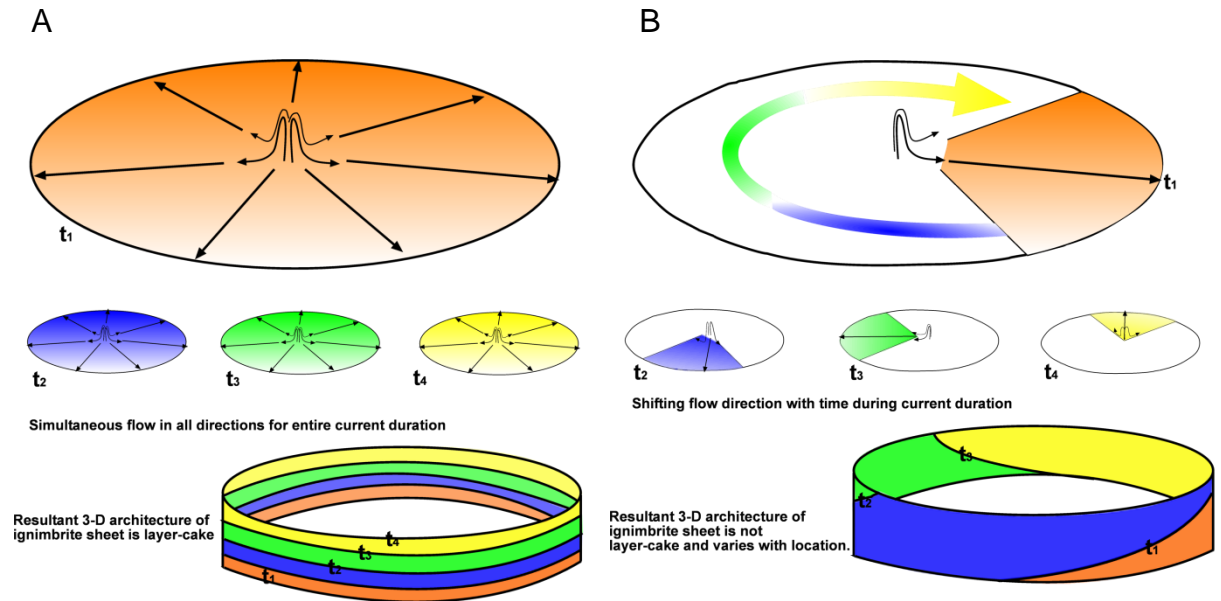 A
t1
t2
t3
t4
Simultaneous flow in all directions for entire current duration
Resultant 3-D architecture of
ignimbrite sheet is layer-cake
t4
t3
t2
t1
B
t1
t2
t3
t4
Shifting flow direction with time during current duration
t3
t2
t1
Resultant 3-D architecture of
ignimbrite sheet is not
layer-cake and varies with location.